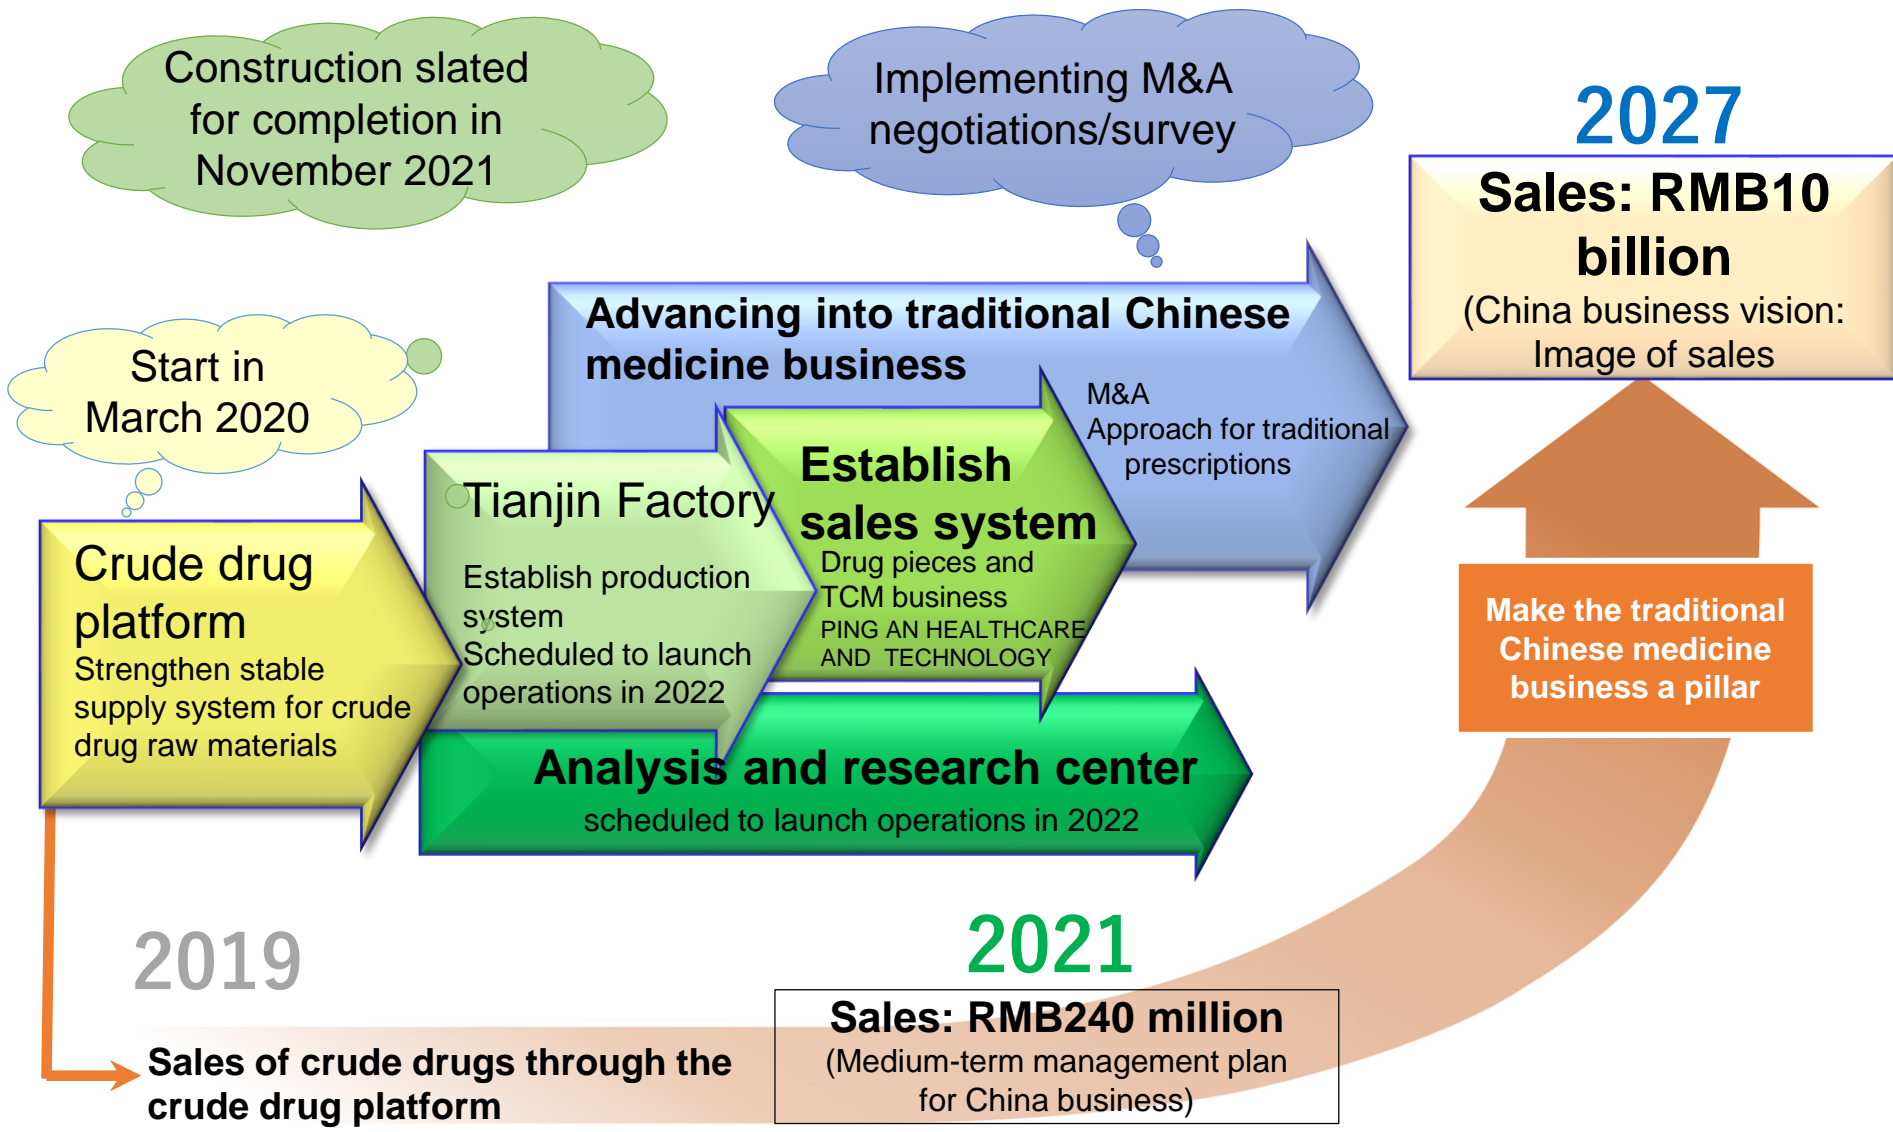 Construction slated
for completion in
November 2021
Implementing M&A
negotiations/survey
2027
Sales: RMB10
billion
(China business vision:
Image of sales
Start in
March 2020
Advancing into traditional Chinese
medicine business
M&A
Approach for traditional
prescriptions
Establish
sales system
Drug pieces and
TCM business
PING AN HEALTHCARE
AND TECHNOLOGY
Tianjin Factory
Establish production
system
Scheduled to launch
operations in 2022
Crude drug
platform
Strengthen stable
supply system for crude
drug raw materials
Make the traditional
Chinese medicine
business a pillar
Analysis and research center
scheduled to launch operations in 2022
2019
Sales of crude drugs through the
crude drug platform
2021
Sales: RMB240 million
(Medium-term management plan
for China business)